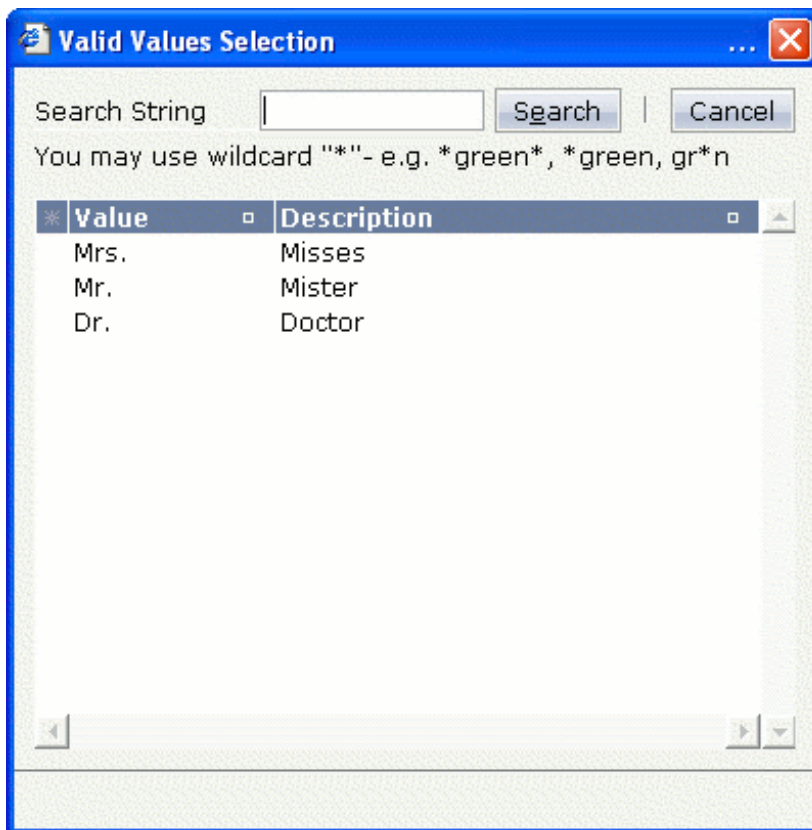 Valid Values Selection ...
Search String Search | Cancel
You may use wildcard "*"- e.g. *green*, *green, gr*n
Value Description
Mrs. Misses
Mr. Mister
Dr. Doctor